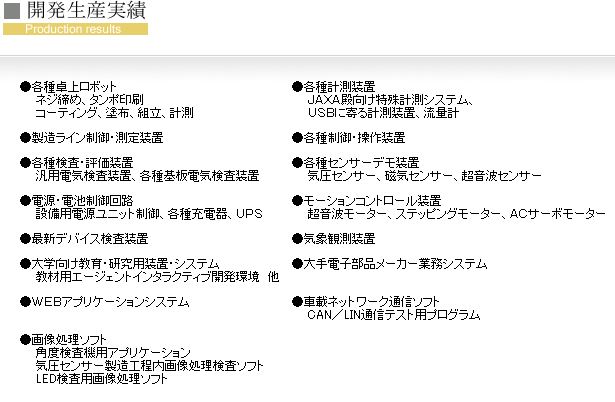 ■ 開発生産実績
Production results
●各種卓上ロボット
ネジ締め、タンポ印刷
コーティング、塗布、組立、計測
●製造ライン制御・測定装置
●各種検査・評価装置
汎用電気検査装置、各種基板電気検査装置
●電源・電池制御回路
設備用電源ユニット制御、各種充電器、UPS
●最新デバイス検査装置
●大学向け教育・研究用装置・システム
教材用エージェントインタラクティブ開発環境 他
●WEBアプリケーションシステム
●画像処理ソフト
角度検査機用アプリケーション
気圧センサー製造工程内画像処理検査ソフト
LED検査用画像処理ソフト
●各種計測装置
JAXA殿向け特殊計測システム、
USBIに寄る計測装置、流量計
●各種制御・操作装置
●各種センサーデモ装置
気圧センサー、磁気センサー、超音波センサー
●モーションコントロール装置
超音波モーター、ステッピングモーター、ACサーボモーター
●気象観測装置
●大手電子部品メーカー業務システム
●車載ネットワーク通信ソフト
CAN／LIN通信テスト用プログラム